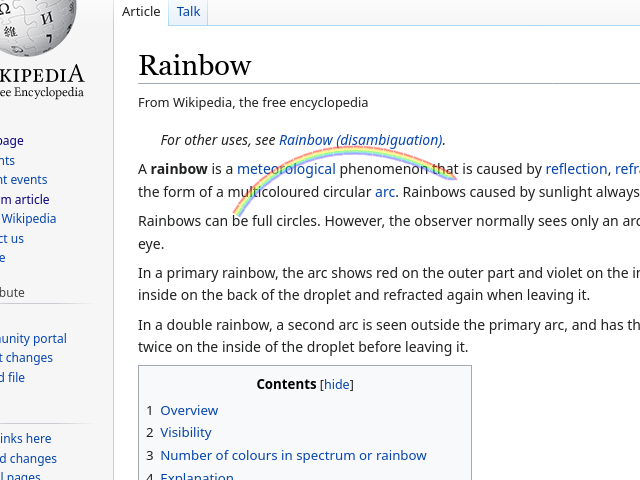 Article Talk
Rainbow
From Wikipedia, the free encyclopedia
For other uses, see Rainbow (disambiguation).
A rainbow is a meteorological phenomenon that is caused by reflection, refra
the form of a multicoloured circular arc. Rainbows caused by sunlight always
Rainbows can be full circles. However, the observer normally sees only an arc
eye.
In a primary rainbow, the arc shows red on the outer part and violet on the in
inside on the back of the droplet and refracted again when leaving it.
In a double rainbow, a second arc is seen outside the primary arc, and has th
twice on the inside of the droplet before leaving it.
Contents [hide]
1 Overview
2 Visibility
3 Number of colours in spectrum or rainbow
4 Explanation
KIPEDIA
ee Encyclopedia
page
nts
nt events
m article
Wikipedia
ct us
e
bute
unity portal
t changes
d file
inks here
d changes
l pages